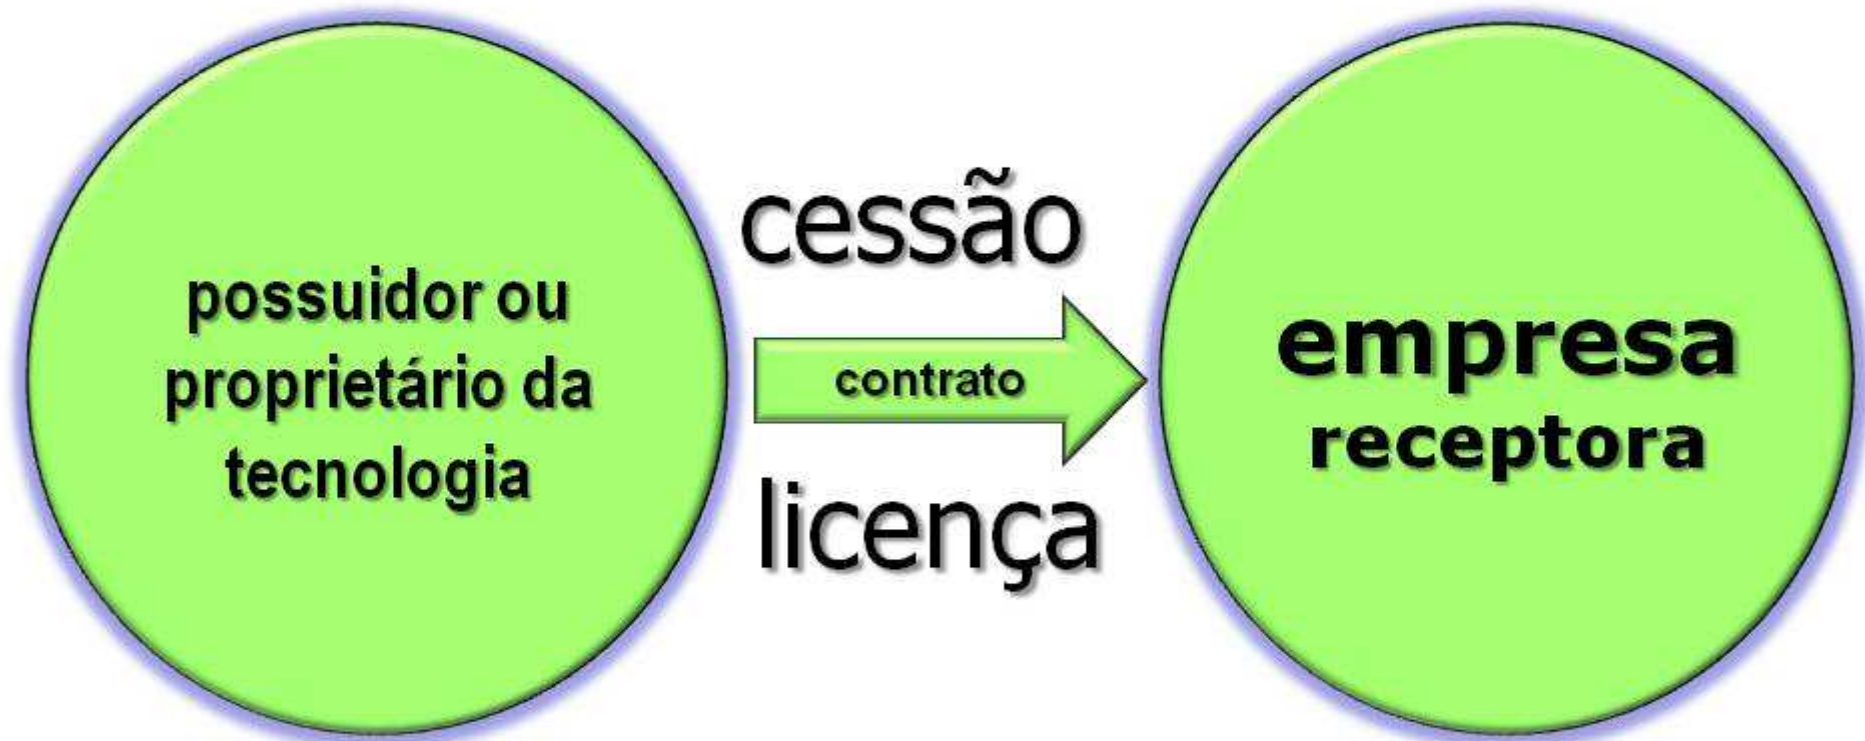 possuidor ou
proprietário da
tecnologia
cessão
contrato
licença
empresa
receptora